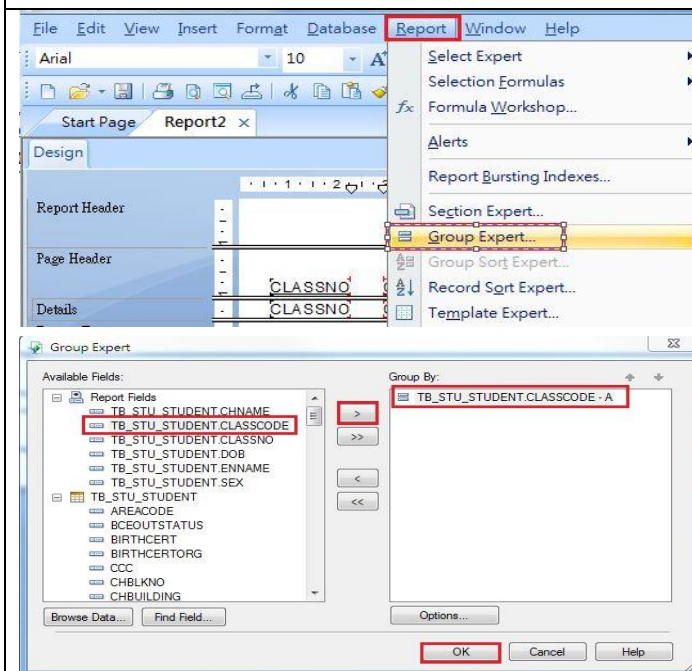 File Edit View Insert Format Database Report Window Help
Arial 10 A
Select Expert
Selection Formulas
Formula Workshop...
Start Page Report2 ×
Alerts
Design
Report Bursting Indexes...
1 2
Report Header
Section Expert...
Group Expert...
Page Header
Group Sort Expert...
CLASSNO
Record Sort Expert...
Details CLASSNO
Template Expert...
Group Expert
Available Fields:
Group By:
Report Fields
TB_STU_STUDENT.CHNAME
TB_STU_STUDENT.CLASSCODE
TB_STU_STUDENT.CLASSNO
TB_STU_STUDENT.DOB
TB_STU_STUDENT.ENNAME
TB_STU_STUDENT.SEX
TB_STU_STUDENT
AREACODE
BCEOUTSTATUS
BIRTHCERT
BIRTHCERTORG
CCC
CHBLKNO
CHBUILDING
>
>>
<
<<
TB_STU_STUDENT.CLASSCODE - A
Browse Data... Find Field... Options...
OK Cancel Help